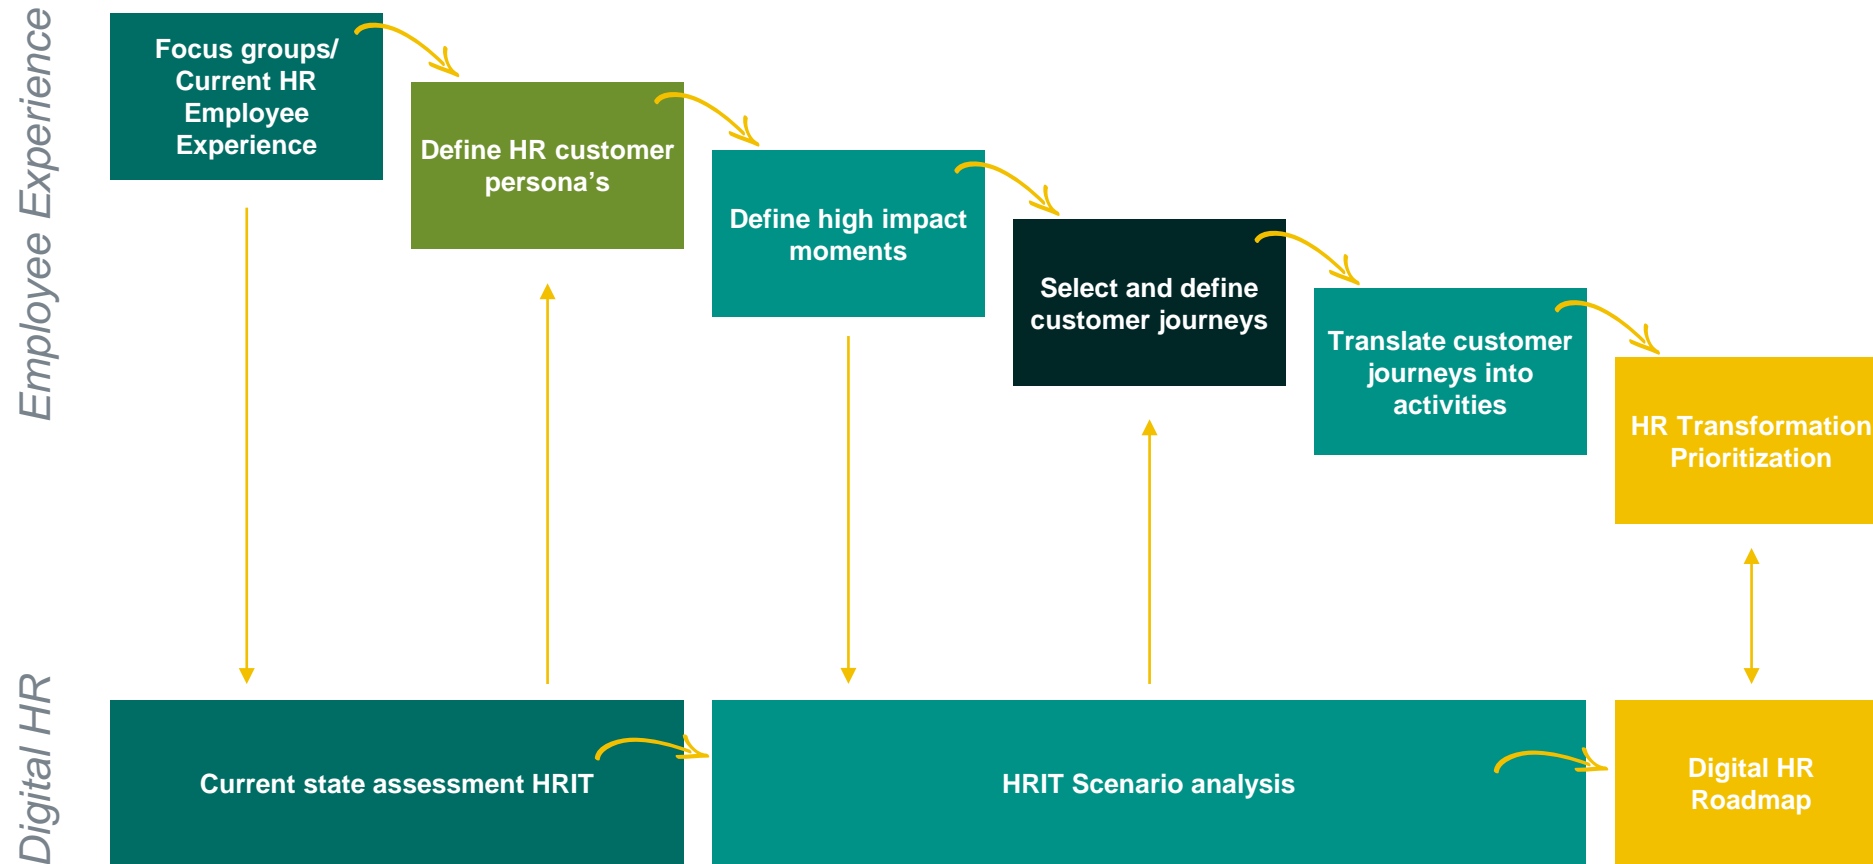 Employee Experience
Focus groups/
Current HR
Employee
Experience
Define HR customer
persona’s
Define high impact
moments
Select and define
customer journeys
Translate customer
journeys into
activities
HR Transformation
Prioritization
Digital HR
Current state assessment HRIT
HRIT Scenario analysis
Digital HR
Roadmap